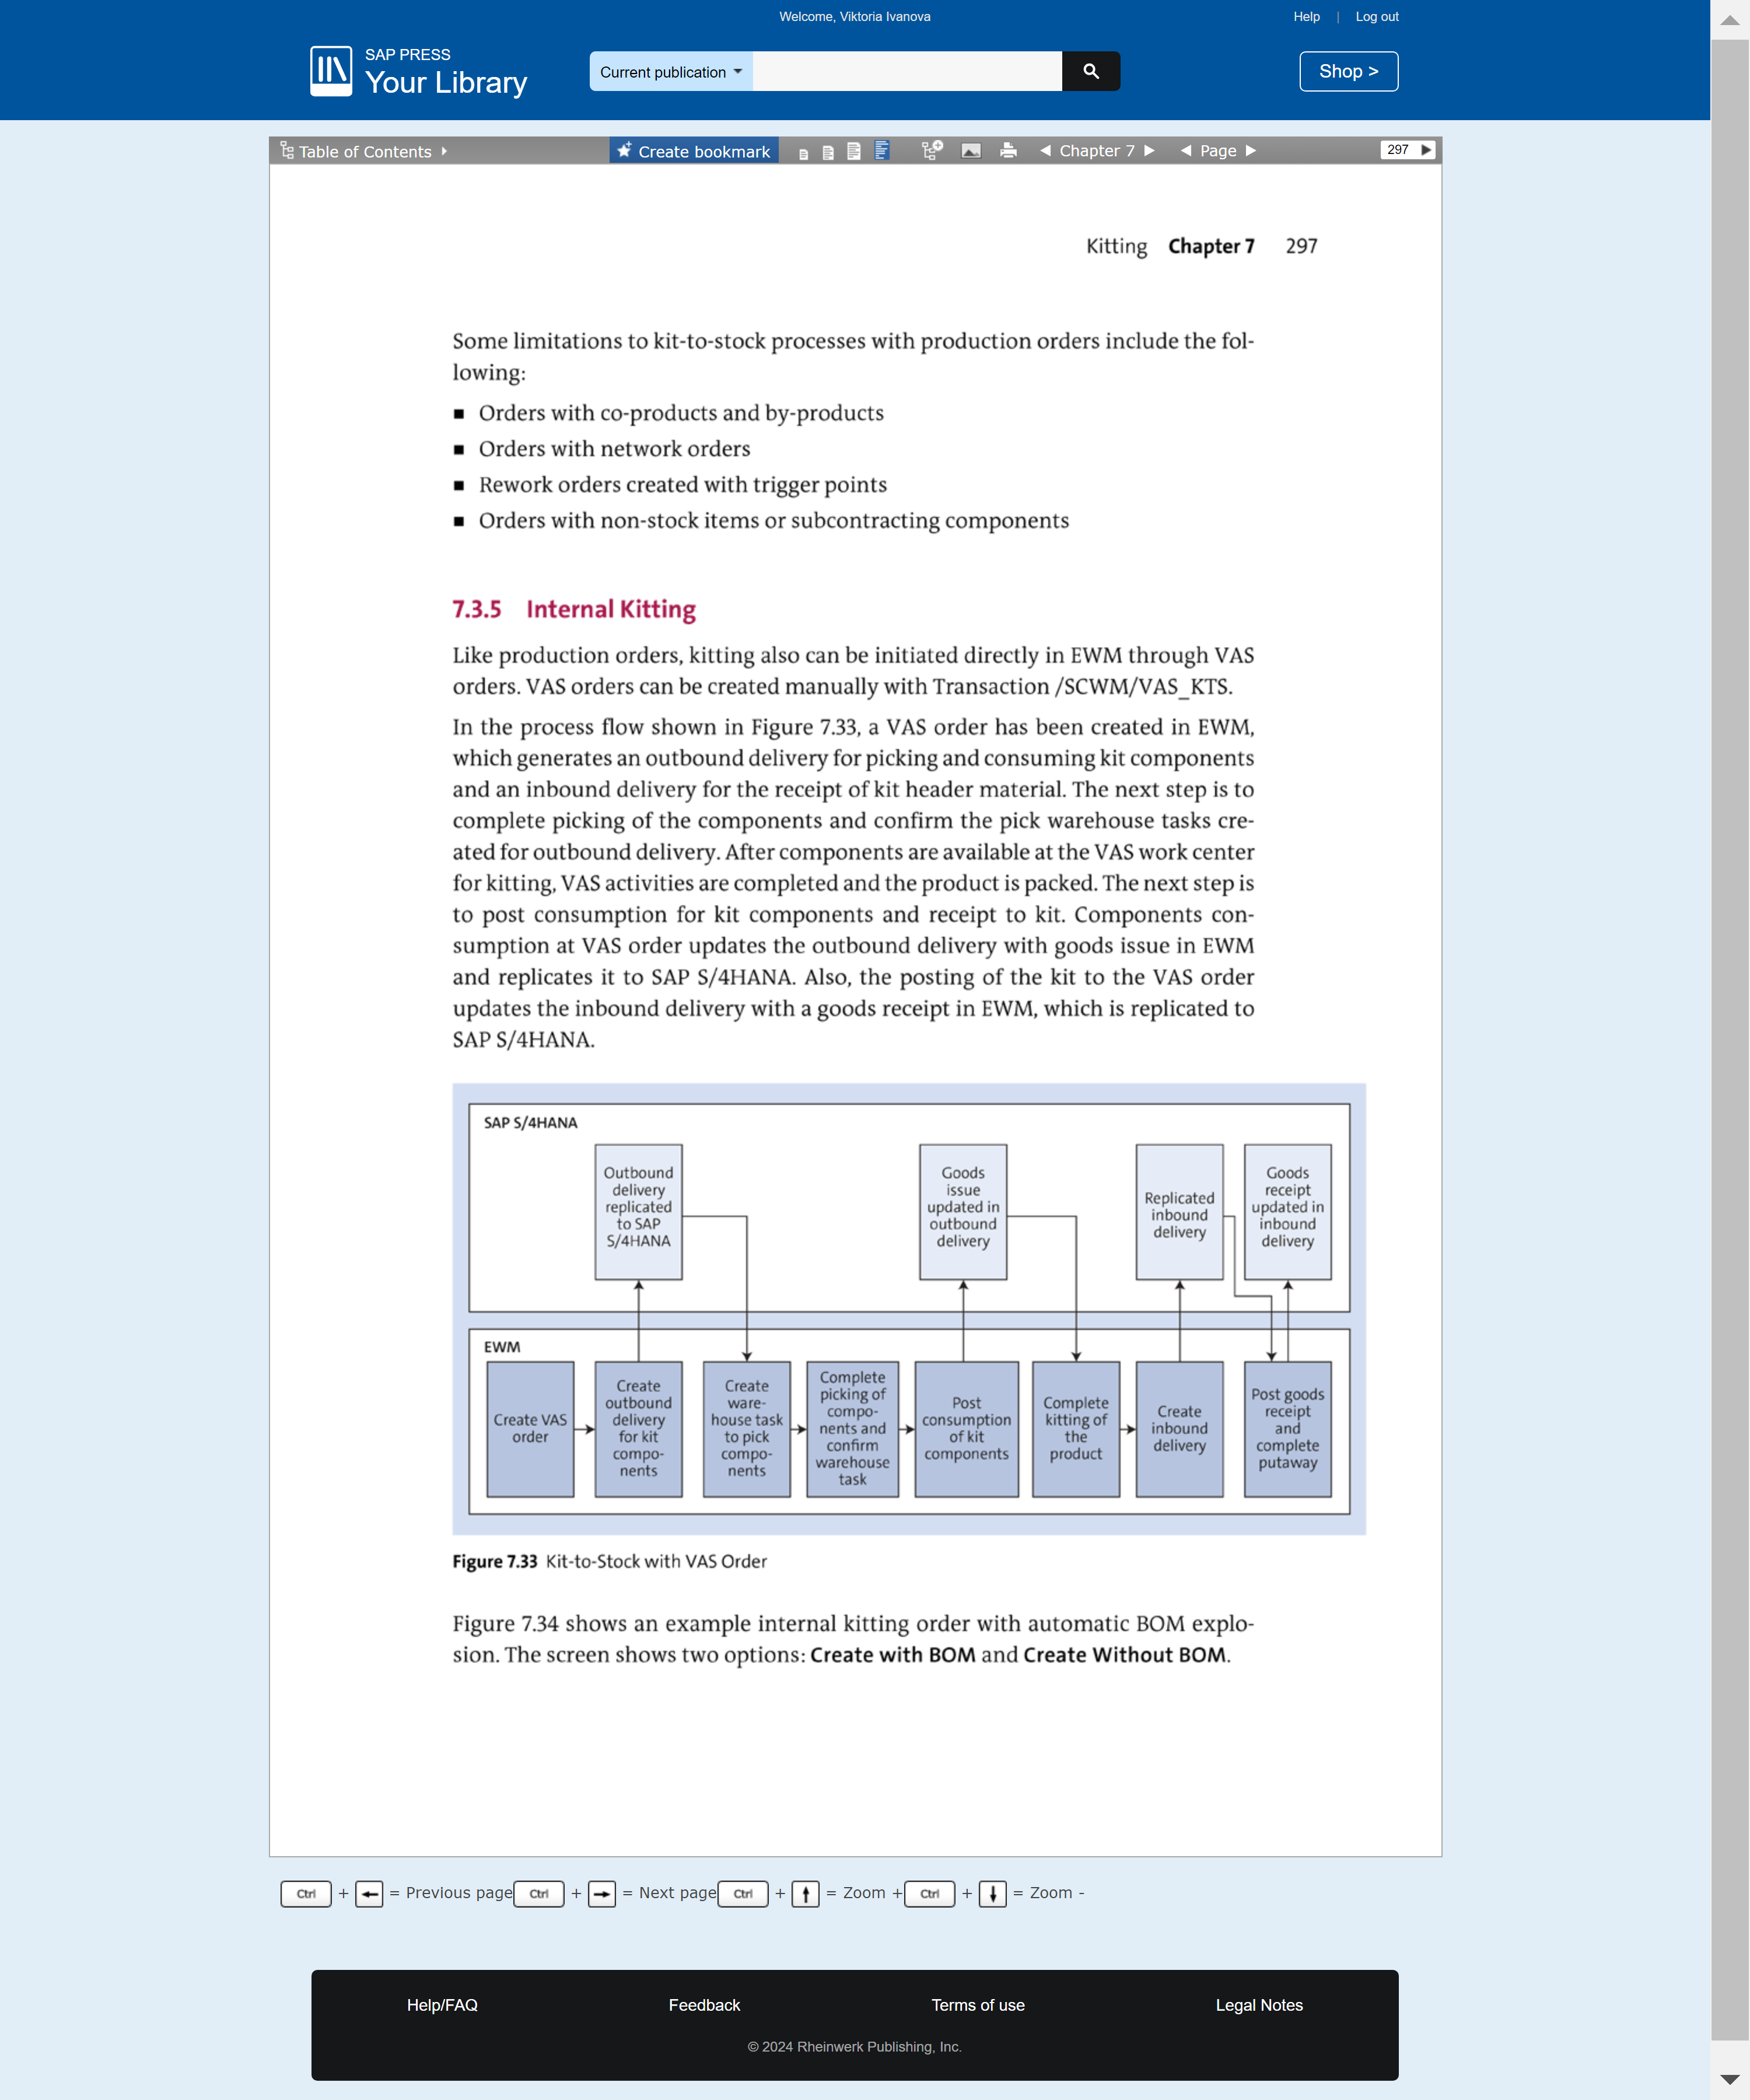 Welcome, Viktoria Ivanova
Help | Log out
SAP PRESS
Your Library
Current publication
Shop >
Table of Contents
Create bookmark
Chapter 7
Page
297
Kitting Chapter 7 297
Some limitations to kit-to-stock processes with production orders include the fol-
lowing:
■ Orders with co-products and by-products
■ Orders with network orders
■ Rework orders created with trigger points
■ Orders with non-stock items or subcontracting components
7.3.5 Internal Kitting
Like production orders, kitting also can be initiated directly in EWM through VAS
orders. VAS orders can be created manually with Transaction /SCWM/VAS_KTS.
In the process flow shown in Figure 7.33, a VAS order has been created in EWM,
which generates an outbound delivery for picking and consuming kit components
and an inbound delivery for the receipt of kit header material. The next step is to
complete picking of the components and confirm the pick warehouse tasks cre-
ated for outbound delivery. After components are available at the VAS work center
for kitting, VAS activities are completed and the product is packed. The next step is
to post consumption for kit components and receipt to kit. Components con-
sumption at VAS order updates the outbound delivery with goods issue in EWM
and replicates it to SAP S/4HANA. Also, the posting of the kit to the VAS order
updates the inbound delivery with a goods receipt in EWM, which is replicated to
SAP S/4HANA.
SAP S/4HANA
Outbound
delivery
replicated
to SAP
S/4HANA
Goods
issue
updated in
outbound
delivery
Replicated
inbound
delivery
Goods
receipt
updated in
inbound
delivery
EWM
Create VAS
order
Create
outbound
delivery
for kit
compo-
nents
Create
ware-
house task
to pick
compo-
nents
Complete
picking of
compo-
nents and
confirm
warehouse
task
Post
consumption
of kit
components
Complete
kitting of
the
product
Create
inbound
delivery
Post goods
receipt
and
complete
putaway
Figure 7.33 Kit-to-Stock with VAS Order
Figure 7.34 shows an example internal kitting order with automatic BOM explo-
sion. The screen shows two options: Create with BOM and Create Without BOM.
Ctrl + ← = Previous page Ctrl + → = Next page Ctrl + ↑ = Zoom + Ctrl + ↓ = Zoom -
Help/FAQ
Feedback
Terms of use
Legal Notes
© 2024 Rheinwerk Publishing, Inc.